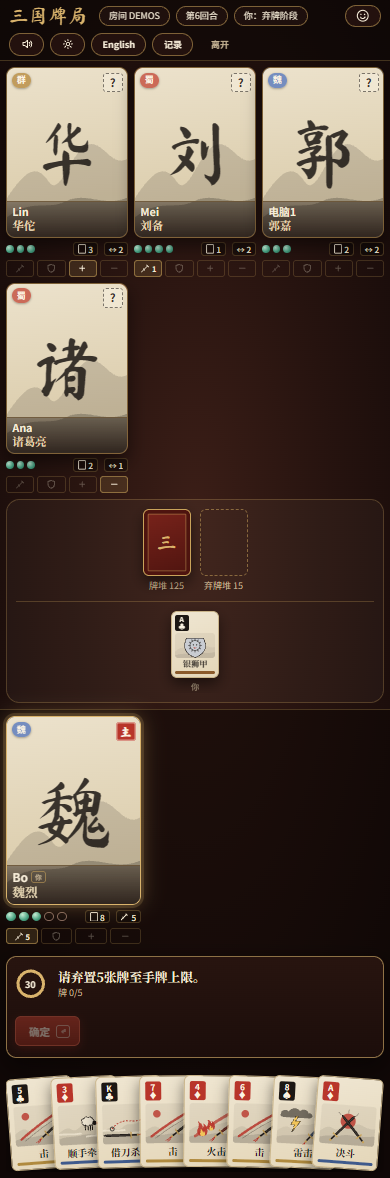 三国牌局
房间 DEMOS
第6回合
你：弃牌阶段
English
记录
离开
群
?
华
Lin
华佗
3
2
蜀
?
刘
Mei
刘备
1
2
1
魏
?
郭
电脑1
郭嘉
2
2
蜀
?
诸
Ana
诸葛亮
2
1
三
牌堆 125
弃牌堆 15
A
银狮甲
你
魏
主
魏
Bo 你
魏烈
8
5
5
30
请弃置5张牌至手牌上限。
牌 0/5
确定
5
击
3
顺手牵
K
借刀杀
7
击
4
火击
6
击
8
雷击
A
决斗